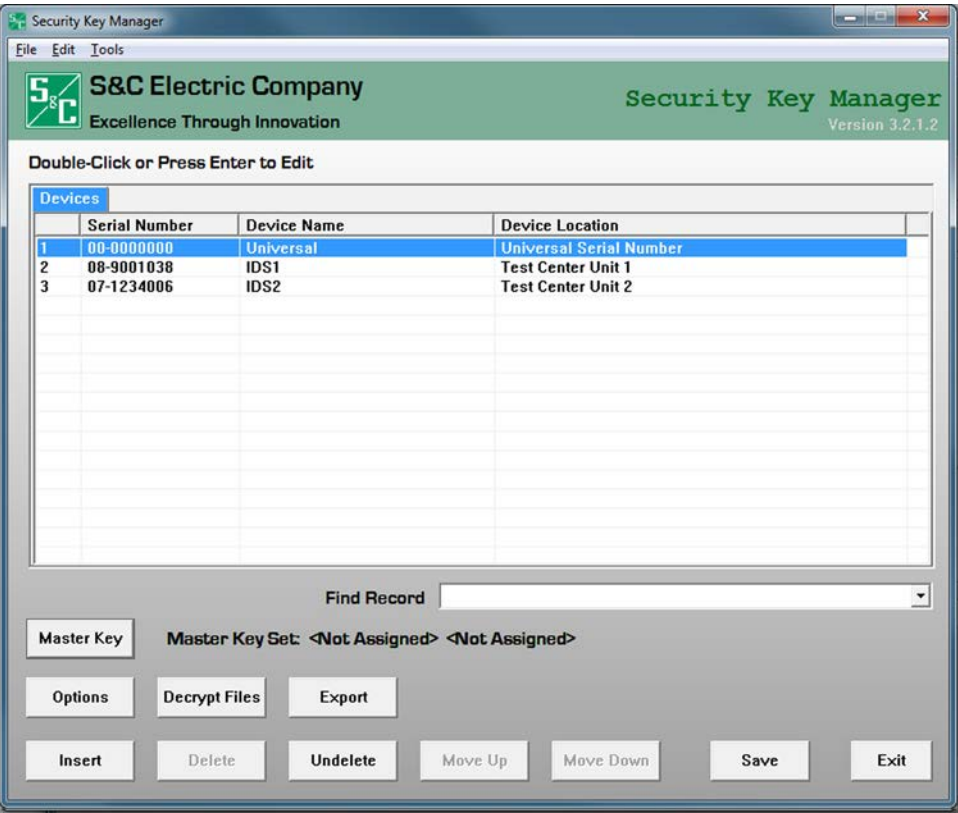 Security Key Manager
File Edit Tools
S&C
S&C Electric Company
Excellence Through Innovation
Security Key Manager
Version 3.2.1.2
Double-Click or Press Enter to Edit
Devices
Serial Number Device Name Device Location
1 00-0000000 Universal Universal Serial Number
2 08-9001038 IDS1 Test Center Unit 1
3 07-1234006 IDS2 Test Center Unit 2
Find Record
Master Key Master Key Set: <Not Assigned> <Not Assigned>
Options Decrypt Files Export
Insert Delete Undelete Move Up Move Down Save Exit